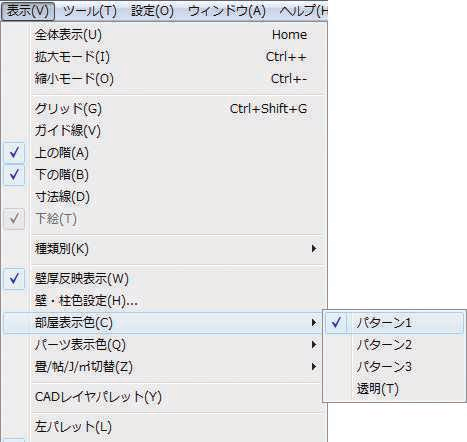 表示(V) ツール(T) 設定(O) ウィンドウ(A) ヘルプ(H
全体表示(U) Home
拡大モード(I) Ctrl++
縮小モード(O) Ctrl+-
グリッド(G) Ctrl+Shift+G
ガイド線(V)
上の階(A)
下の階(B)
寸法線(D)
下絵(T)
種類別(K)
壁厚反映表示(W)
壁・柱色設定(H)...
部屋表示色(C)
パターン1
パーツ表示色(Q)
パターン2
畳/帖/J/㎡切替(Z)
パターン3
透明(T)
CADレイヤパレット(Y)
左パレット(L)